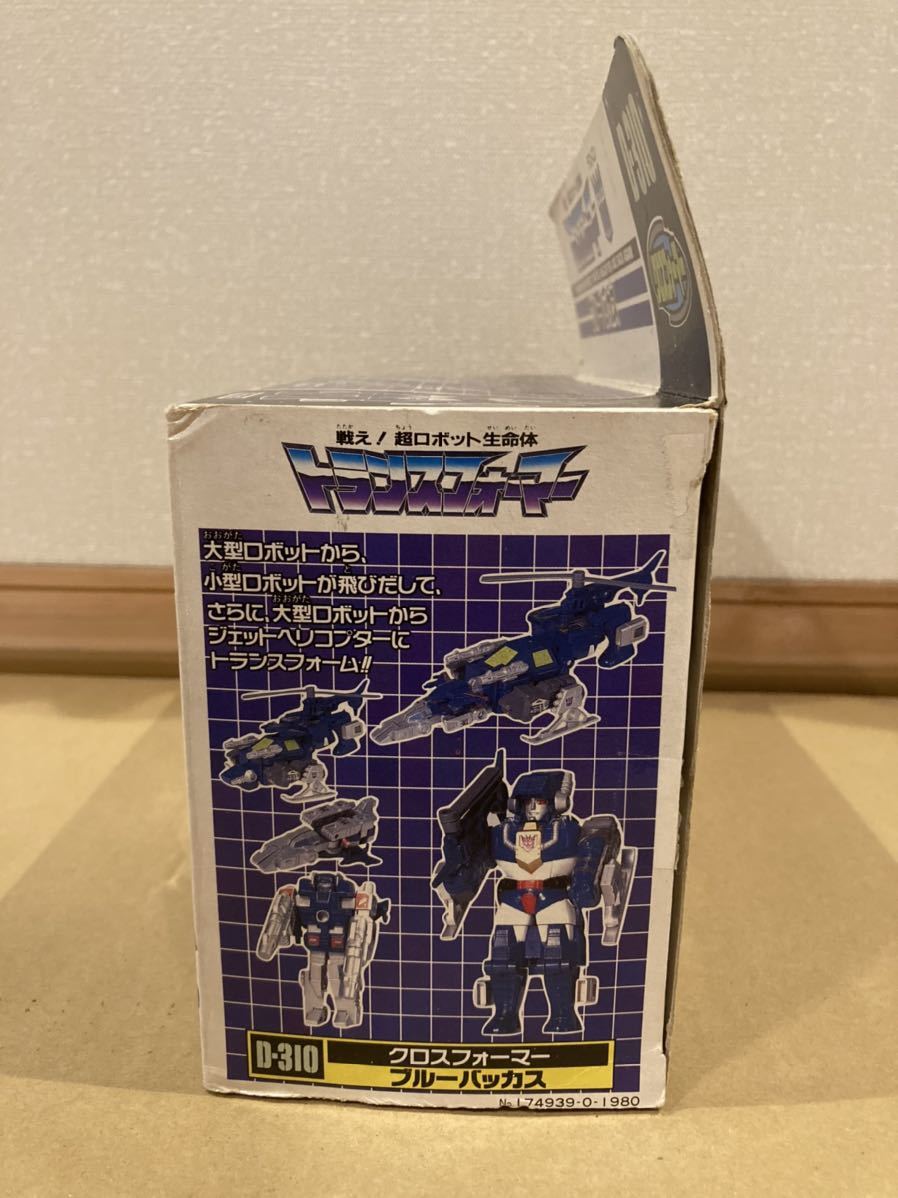 D-310
戦え! 超ロボット生命体
トランスフォーマー
大型ロボットから、
小型ロボットが飛びだして、
さらに、大型ロボットから
ジェットヘリコプターに
トランスフォーム!!
D-310
クロスフォーマー
ブルーバッカス
No.174939-0-1980